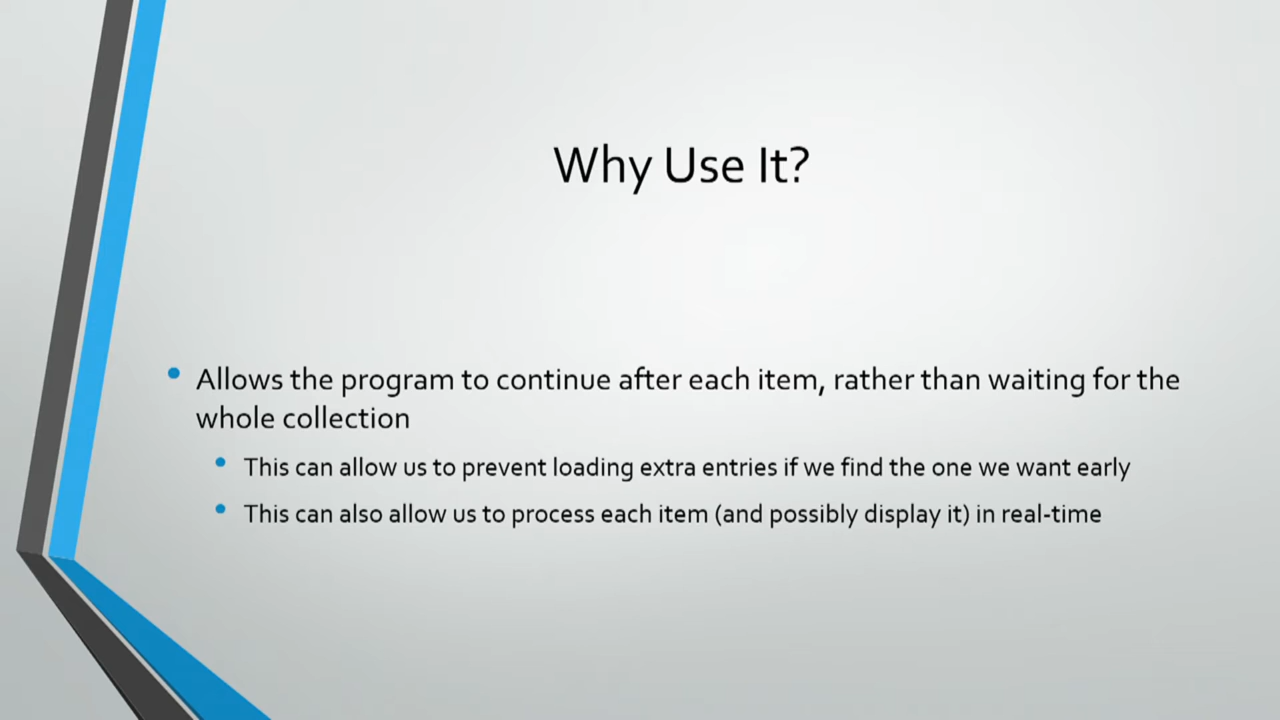 Why Use It?
Allows the program to continue after each item, rather than waiting for the
whole collection
This can allow us to prevent loading extra entries if we find the one we want early
This can also allow us to process each item (and possibly display it) in real-time